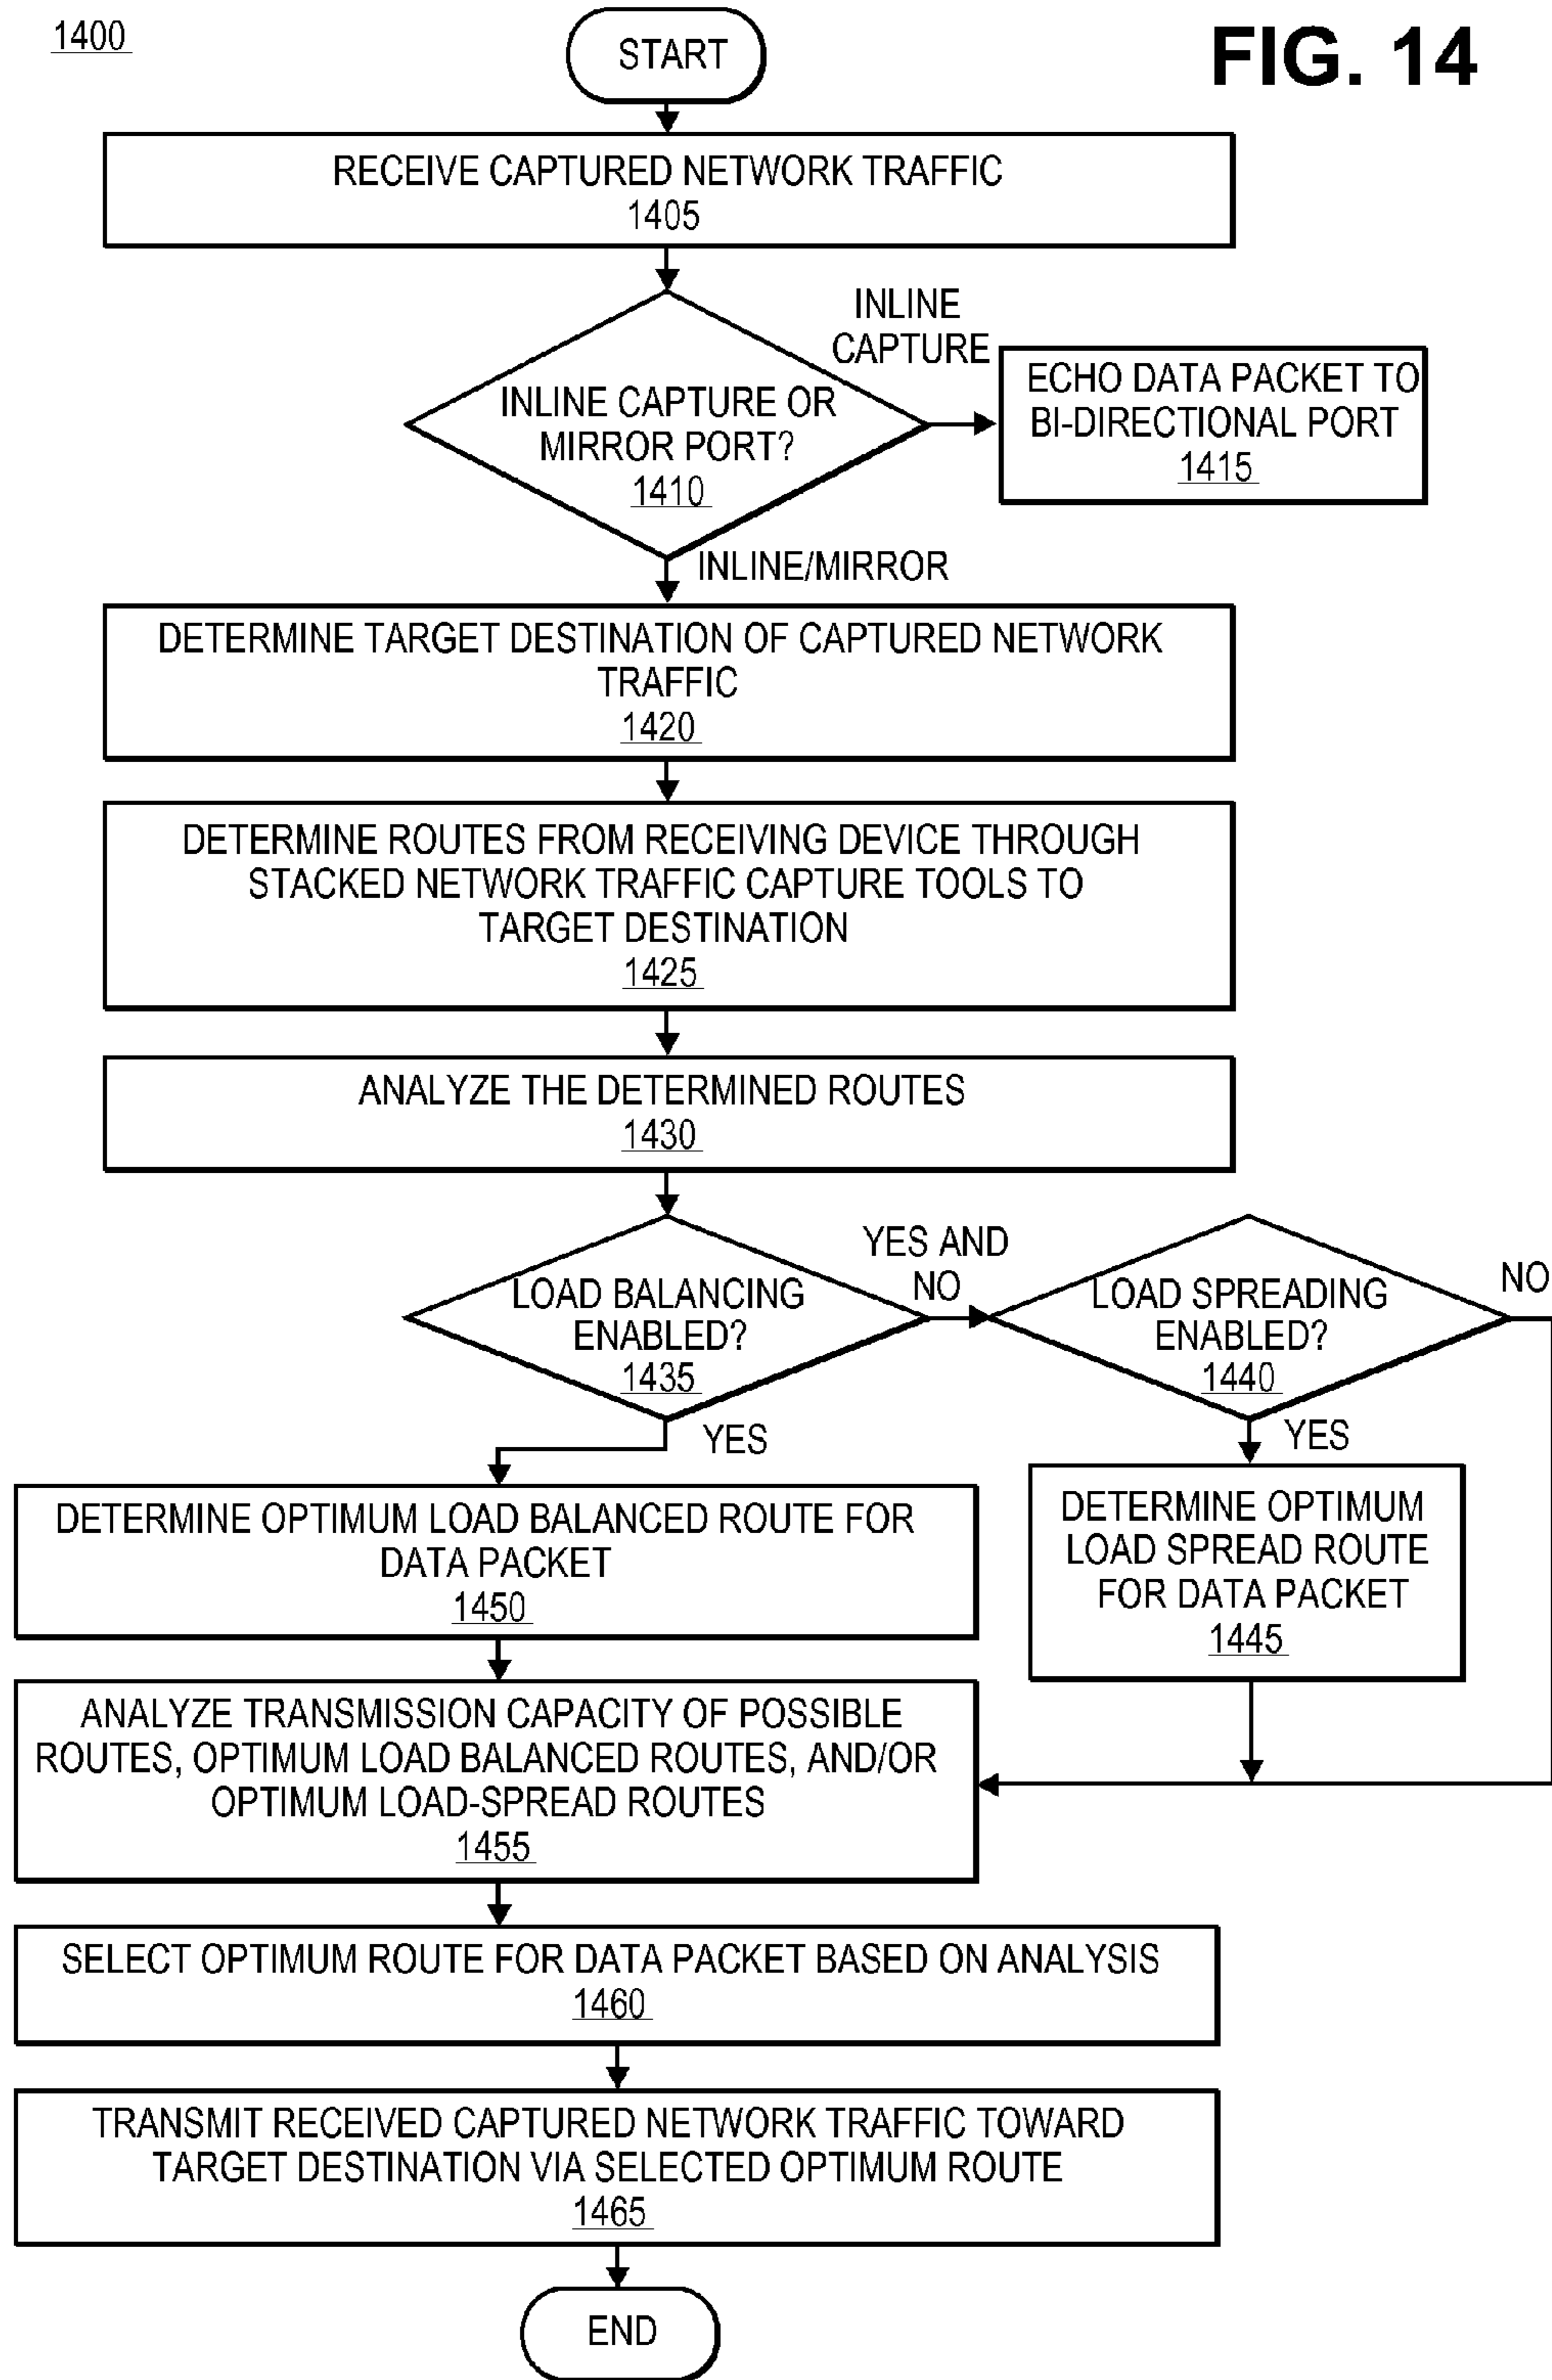 1400
START
FIG. 14
RECEIVE CAPTURED NETWORK TRAFFIC
1405
INLINE
CAPTURE
INLINE CAPTURE OR
MIRROR PORT?
1410
ECHO DATA PACKET TO
BI-DIRECTIONAL PORT
1415
INLINE/MIRROR
DETERMINE TARGET DESTINATION OF CAPTURED NETWORK
TRAFFIC
1420
DETERMINE ROUTES FROM RECEIVING DEVICE THROUGH
STACKED NETWORK TRAFFIC CAPTURE TOOLS TO
TARGET DESTINATION
1425
ANALYZE THE DETERMINED ROUTES
1430
LOAD BALANCING
ENABLED?
1435
YES AND
NO
LOAD SPREADING
ENABLED?
1440
NO
YES
YES
DETERMINE OPTIMUM LOAD BALANCED ROUTE FOR
DATA PACKET
1450
DETERMINE OPTIMUM
LOAD SPREAD ROUTE
FOR DATA PACKET
1445
ANALYZE TRANSMISSION CAPACITY OF POSSIBLE
ROUTES, OPTIMUM LOAD BALANCED ROUTES, AND/OR
OPTIMUM LOAD-SPREAD ROUTES
1455
SELECT OPTIMUM ROUTE FOR DATA PACKET BASED ON ANALYSIS
1460
TRANSMIT RECEIVED CAPTURED NETWORK TRAFFIC TOWARD
TARGET DESTINATION VIA SELECTED OPTIMUM ROUTE
1465
END